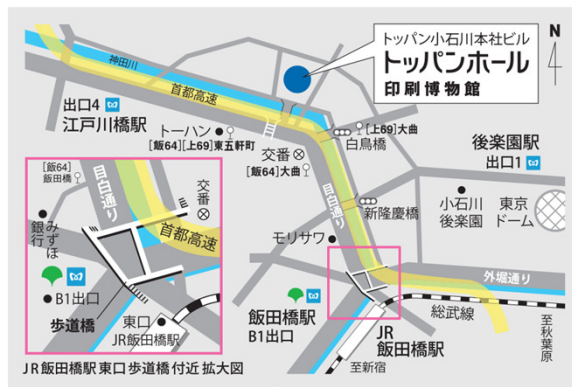 トッパン小石川本社ビル
トッパンホール
印刷博物館
N
神田川
首都高速
出口4
江戸川橋駅
トーハン
[飯64][上69]東五軒町
交番
[飯64]大曲
[上69]大曲
白鳥橋
後楽園駅
出口1
目白通り
新隆慶橋
小石川
後楽園
東京
ドーム
モリサワ
外堀通り
飯田橋駅
B1出口
JR
飯田橋駅
総武線
至秋葉原
至新宿
[飯64]
飯田橋
目白通り
交番
みずほ
銀行
首都高速
B1出口
歩道橋
東口
JR飯田橋駅
JR飯田橋駅東口歩道橋付近拡大図